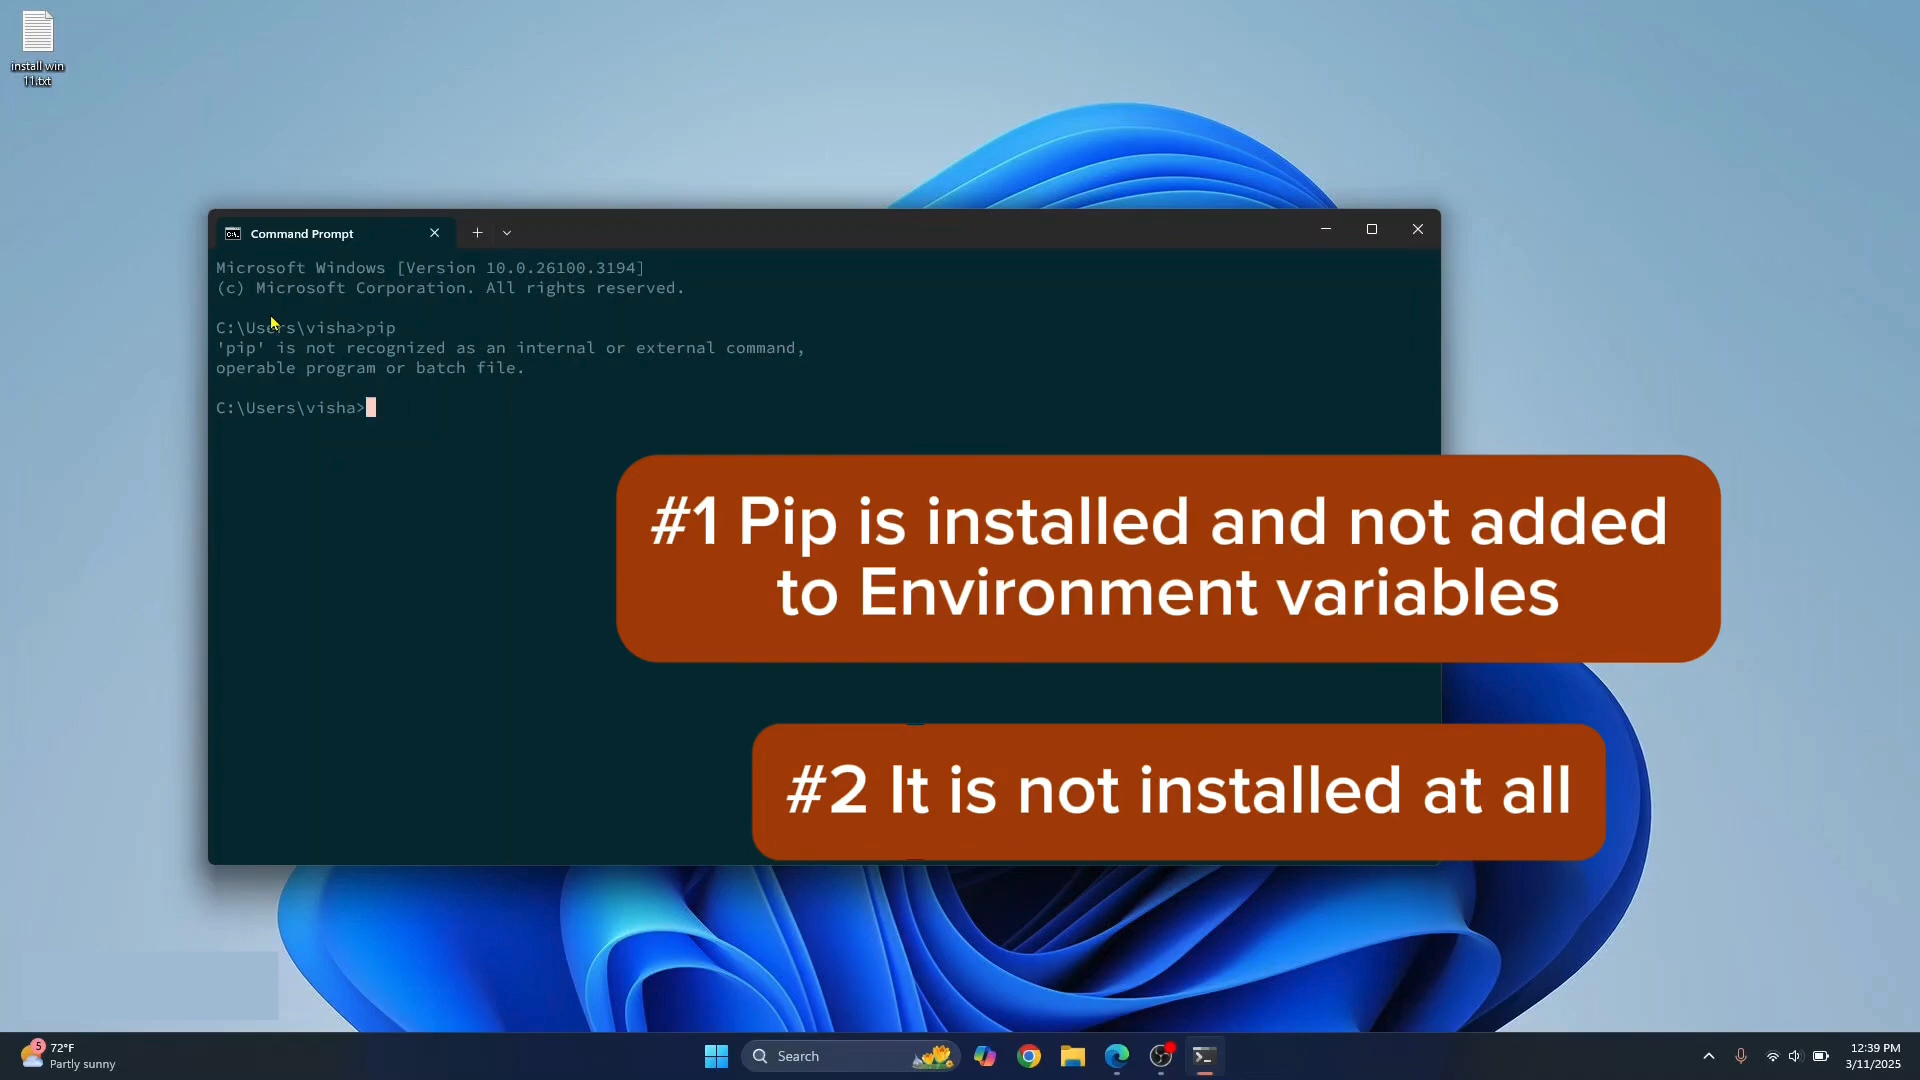 install win
11.txt
Command Prompt
Microsoft Windows [Version 10.0.26100.3194]
(c) Microsoft Corporation. All rights reserved.
C:\Users\visha>pip
'pip' is not recognized as an internal or external command,
operable program or batch file.
C:\Users\visha>
#1 Pip is installed and not added
to Environment variables
#2 It is not installed at all
5
72°F
Partly sunny
Search
12:39 PM
3/11/2025